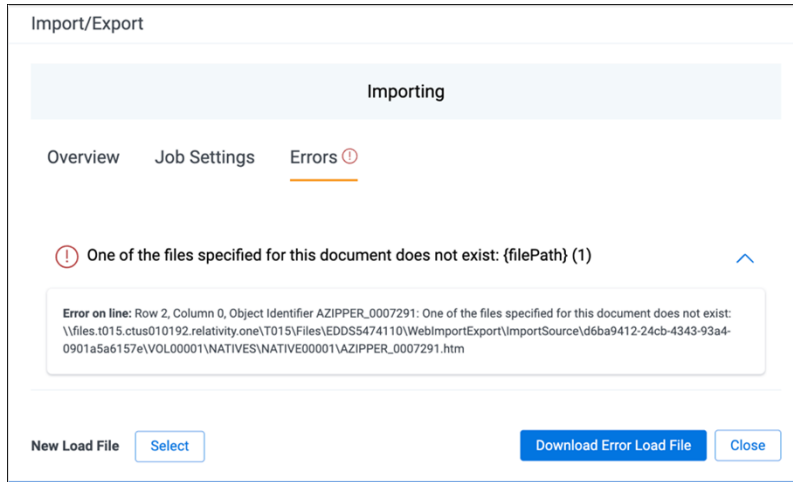 Import/Export
Importing
Overview Job Settings Errors
One of the files specified for this document does not exist: {filePath} (1)
Error on line: Row 2, Column 0, Object Identifier AZIPPER_0007291: One of the files specified for this document does not exist:
\\files.t015.ctus010192.relativity.one\T015\Files\EDDS5474110\WebImportExport\ImportSource\d6ba9412-24cb-4343-93a4-
0901a5a6157e\VOL00001\NATIVES\NATIVE00001\AZIPPER_0007291.htm
New Load File Select Download Error Load File Close